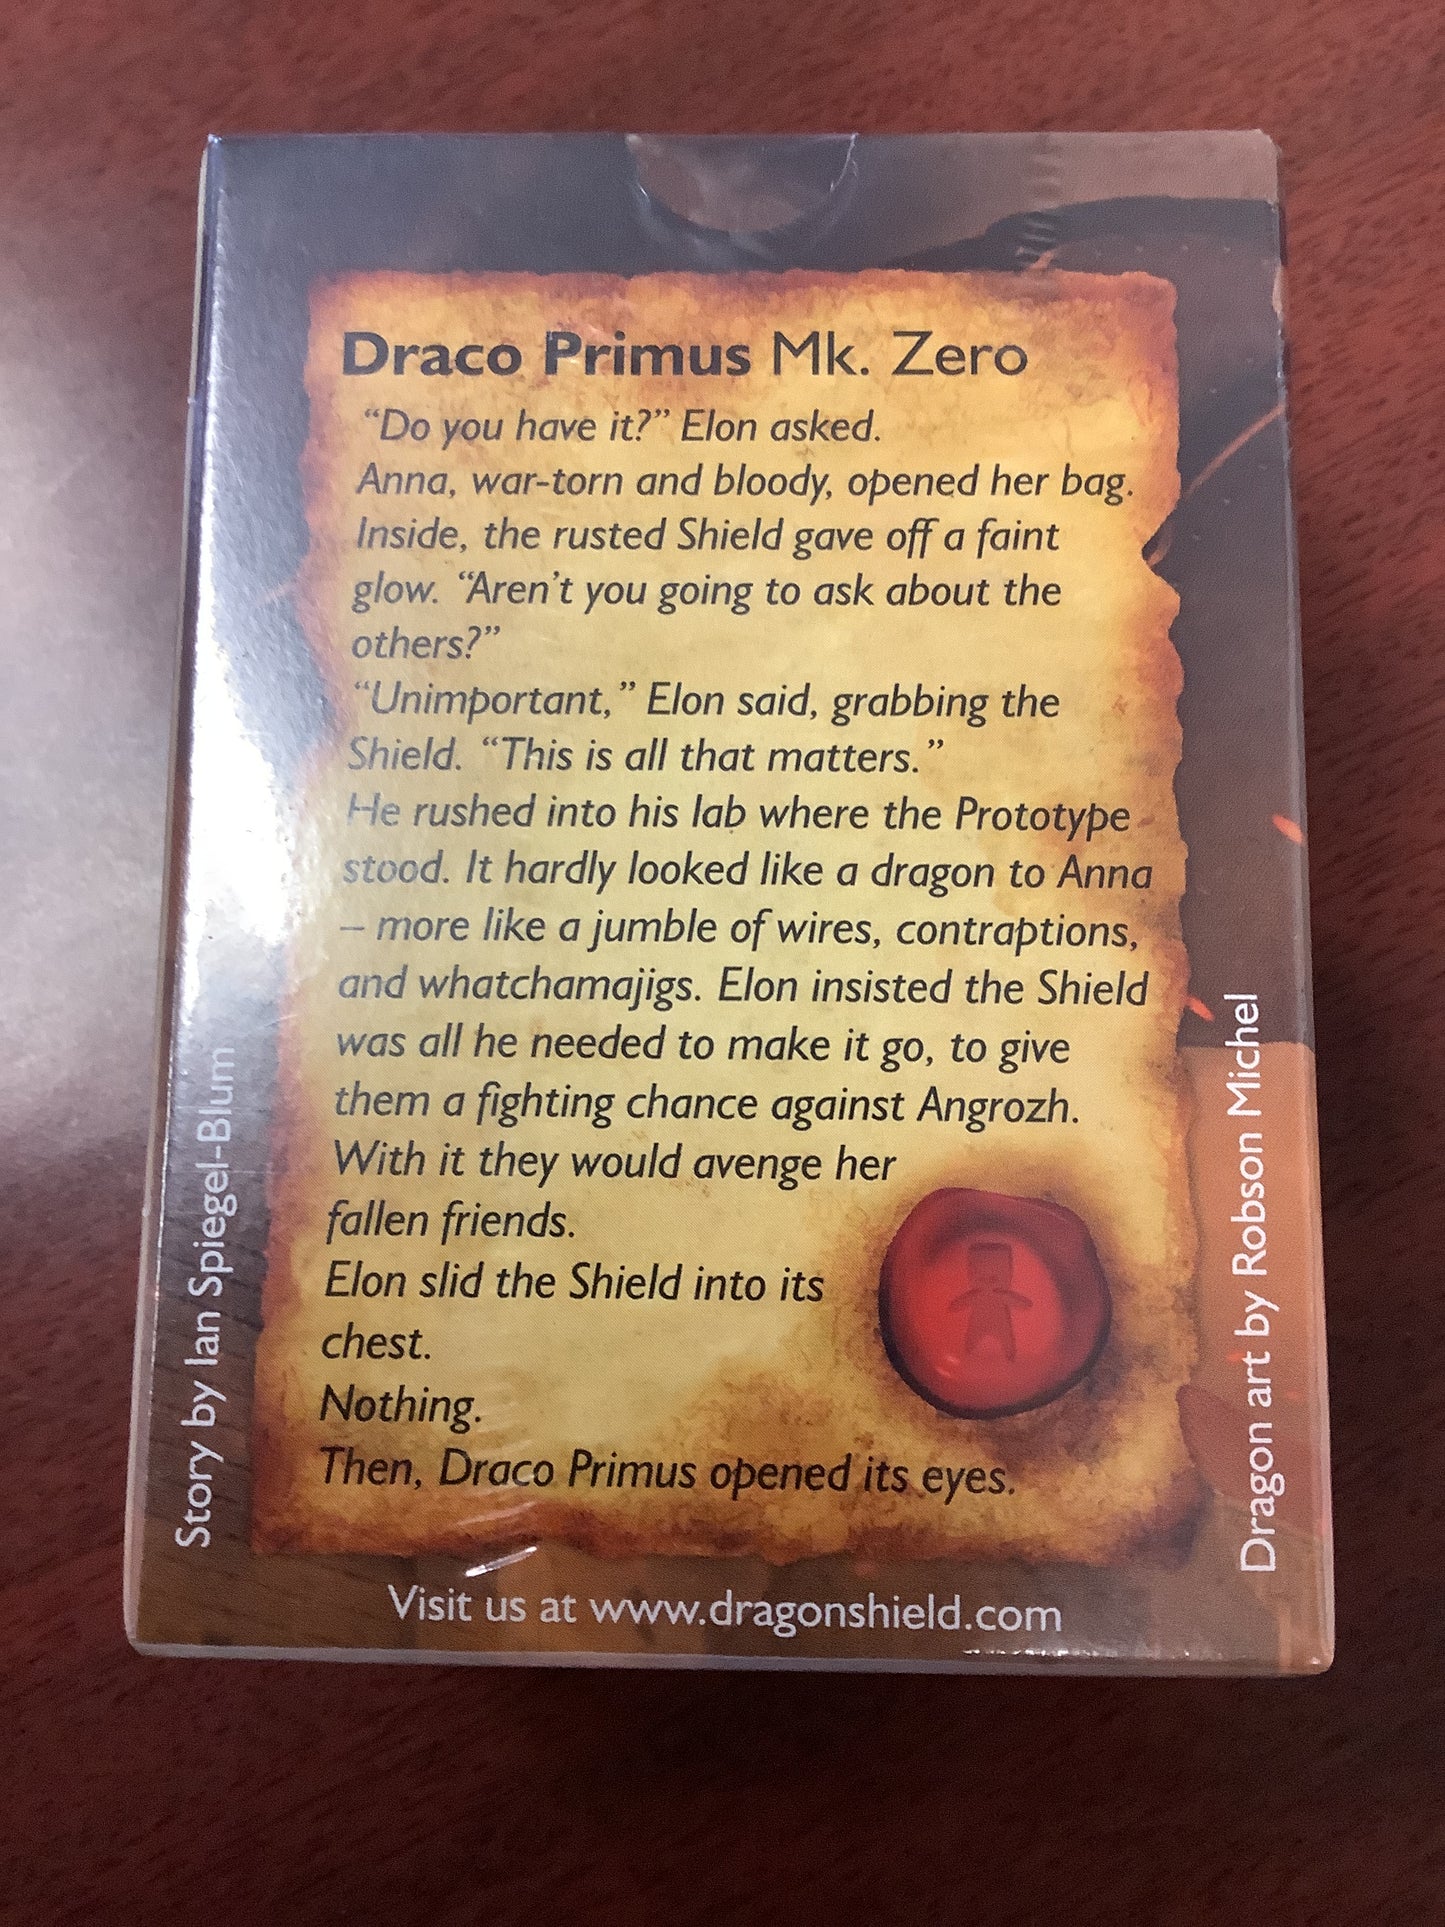 Draco Primus Mk. Zero
“Do you have it?” Elon asked.
Anna, war-torn and bloody, opened her bag.
Inside, the rusted Shield gave off a faint
glow. “Aren’t you going to ask about the
others?”
“Unimportant,” Elon said, grabbing the
Shield. “This is all that matters.”
He rushed into his lab where the Prototype
stood. It hardly looked like a dragon to Anna
– more like a jumble of wires, contraptions,
and whatchamajigs. Elon insisted the Shield
was all he needed to make it go, to give
them a fighting chance against Angrozh.
With it they would avenge her
fallen friends.
Elon slid the Shield into its
chest.
Nothing.
Then, Draco Primus opened its eyes.
Story by Ian Spiegel-Blum
Dragon art by Robson Michel
Visit us at www.dragonshield.com